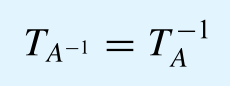 $T_{A^{-1}} = T_A^{-1}$